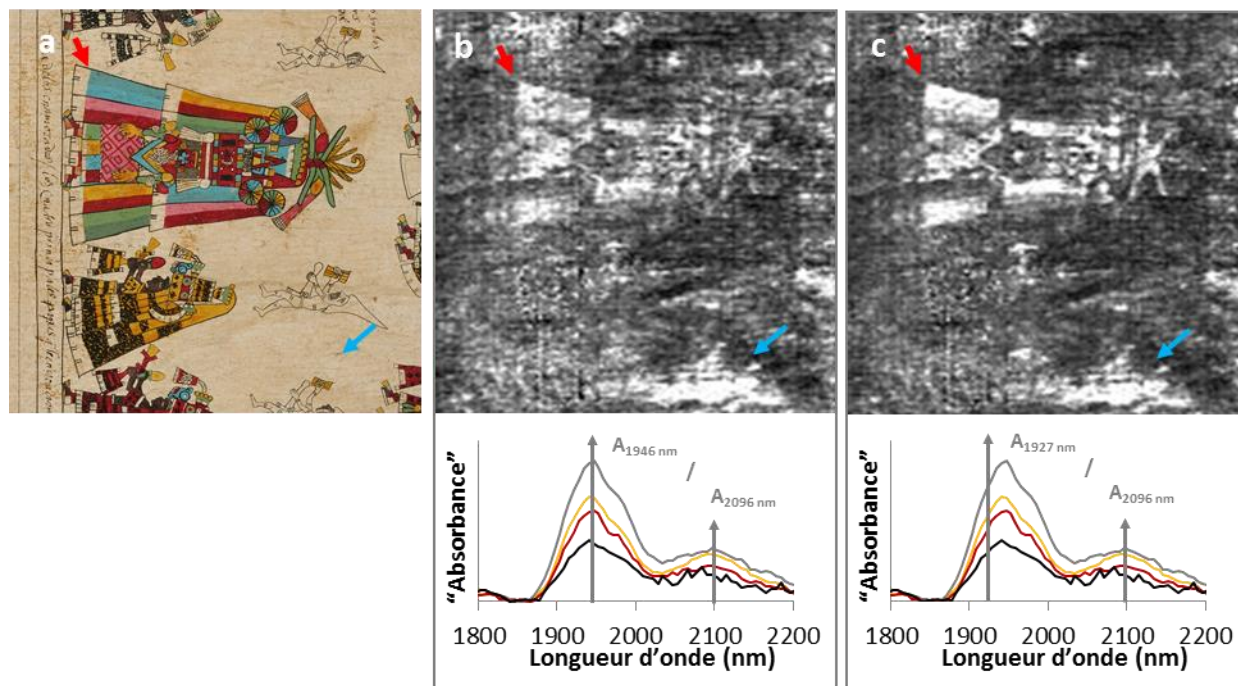 a
b
c
A1946 nm
/
A2096 nm
“Absorbance”
1800 1900 2000 2100 2200
Longueur d’onde (nm)
A1927 nm
/
A2096 nm
“Absorbance”
1800 1900 2000 2100 2200
Longueur d’onde (nm)